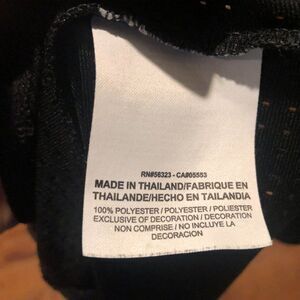 RN#56323 - CA#05553
MADE IN THAILAND/FABRIQUE EN
THAILANDE/HECHO EN TAILANDIA
100% POLYESTER / POLYESTER / POLIESTER
EXCLUSIVE OF DECORATION / DECORATION
NON COMPRISE / NO INCLUYE LA
DECORACION